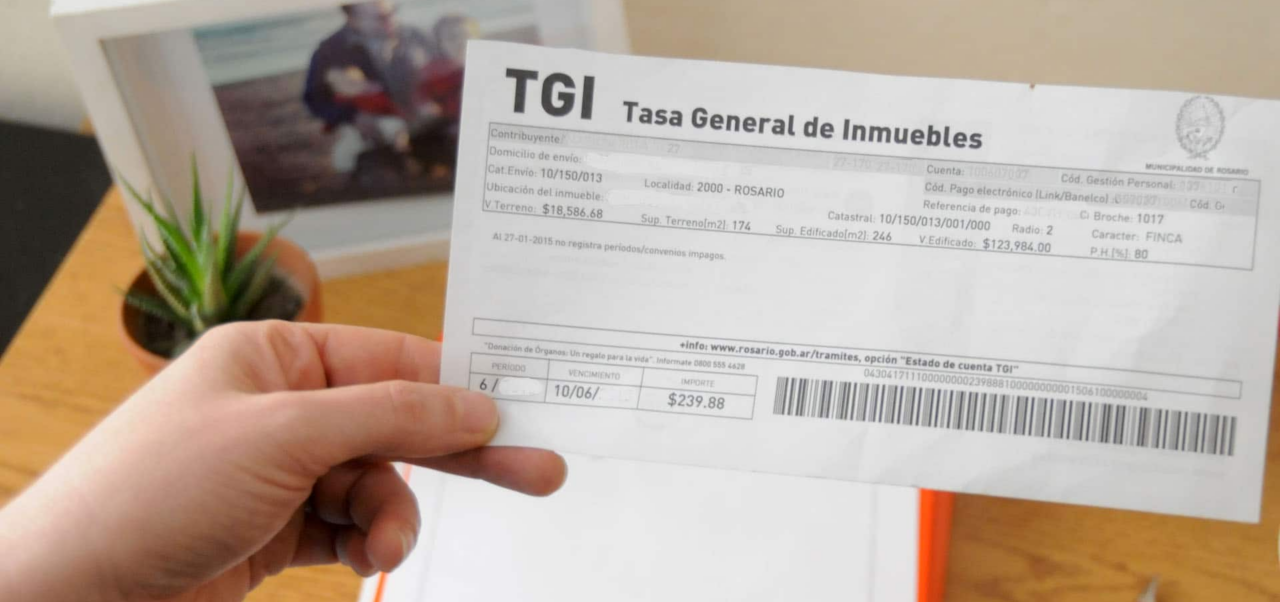 TGI Tasa General de Inmuebles
MUNICIPALIDAD DE ROSARIO
Contribuyente
Domicilio de envío:
Cuenta:
Cód. Gestión Personal:
Cat.Envío: 10/150/013 Localidad: 2000 - ROSARIO
Cód. Pago electrónico (Link/Banelco):
Ubicación del inmueble:
Referencia de pago:
C: Broche: 1017
V.Terreno: $18,586.68 Sup. Terreno(m2): 174 Sup. Edificado(m2): 246
Catastral: 10/150/013/001/000 Radio: 2 Caracter: FINCA
V.Edificado: $123,984.00 P.H.(%): 80
Al 27-01-2015 no registra períodos/convenios impagos.
+info: www.rosario.gob.ar/tramites, opción "Estado de cuenta TGI"
"Donación de Órganos: Un regalo para la vida". Informate 0800 555 6628
PERÍODO VENCIMIENTO IMPORTE
6 / 10/06/ $239.88